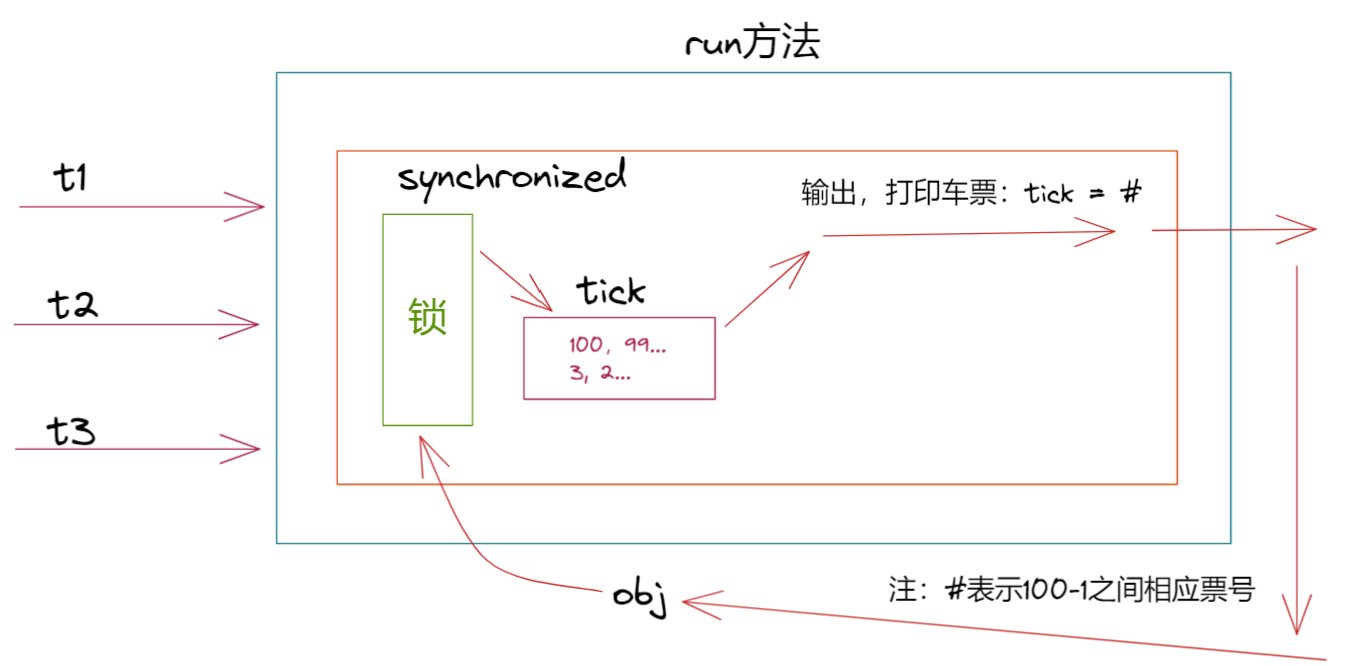 run方法
t1
synchronized
输出，打印车票：tick = #
锁
tick
t2
100, 99...
3, 2...
t3
obj
注：#表示100-1之间相应票号